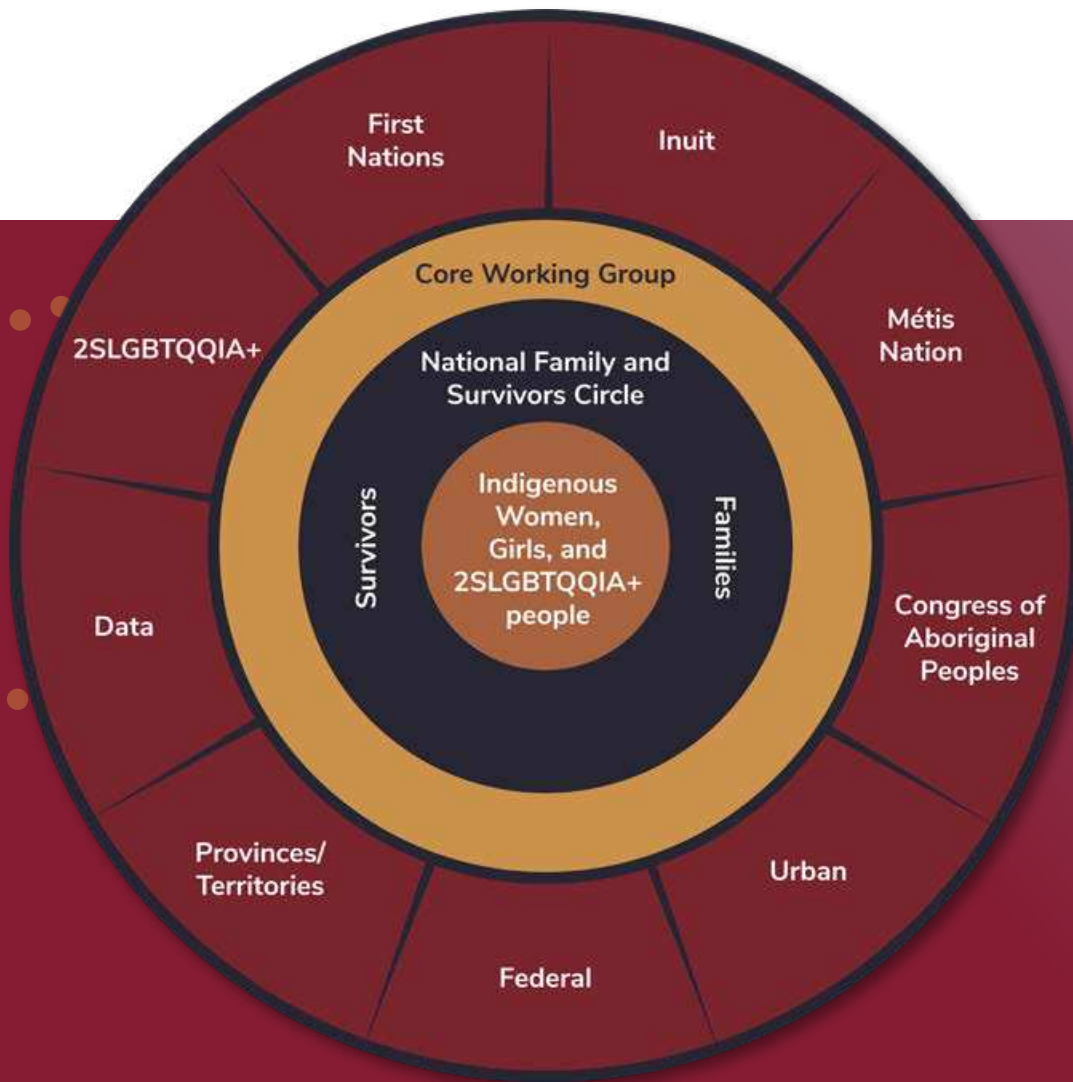 First
Nations
Inuit
Core Working Group
Métis
Nation
2SLGBTQQIA+
National Family and
Survivors Circle
Indigenous
Women,
Girls, and
2SLGBTQQIA+
people
Survivors
Families
Congress of
Aboriginal
Peoples
Data
Provinces/
Territories
Urban
Federal